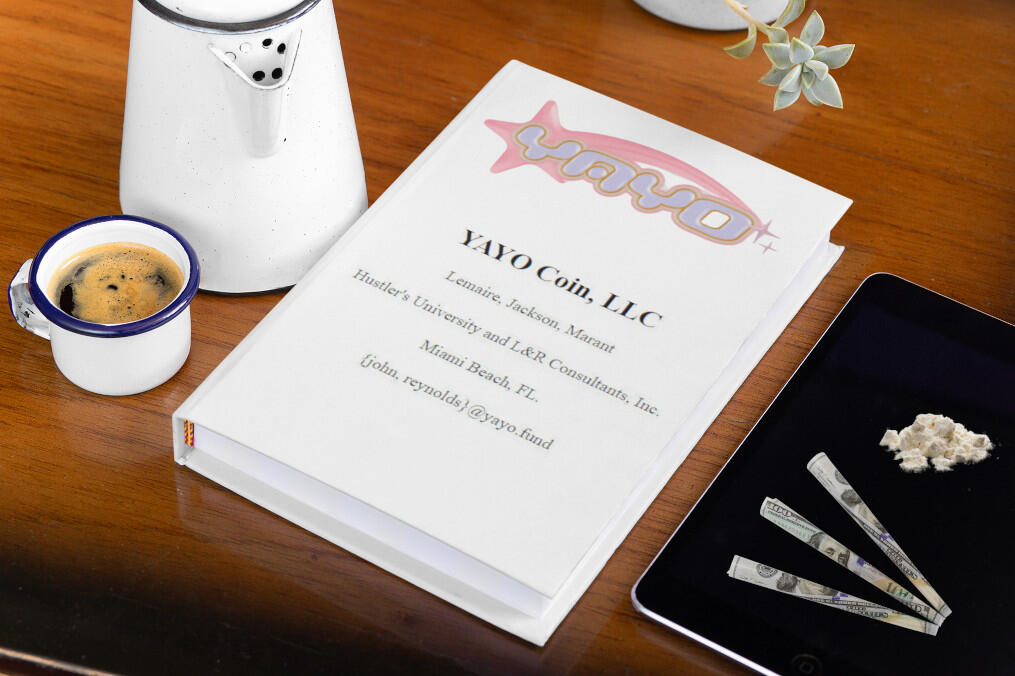 YAYO
YAYO Coin, LLC
Lemaire, Jackson, Marant
Hustler's University and L&R Consultants, Inc.
Miami Beach, FL.
{john, reynolds}@yayo.fund
100